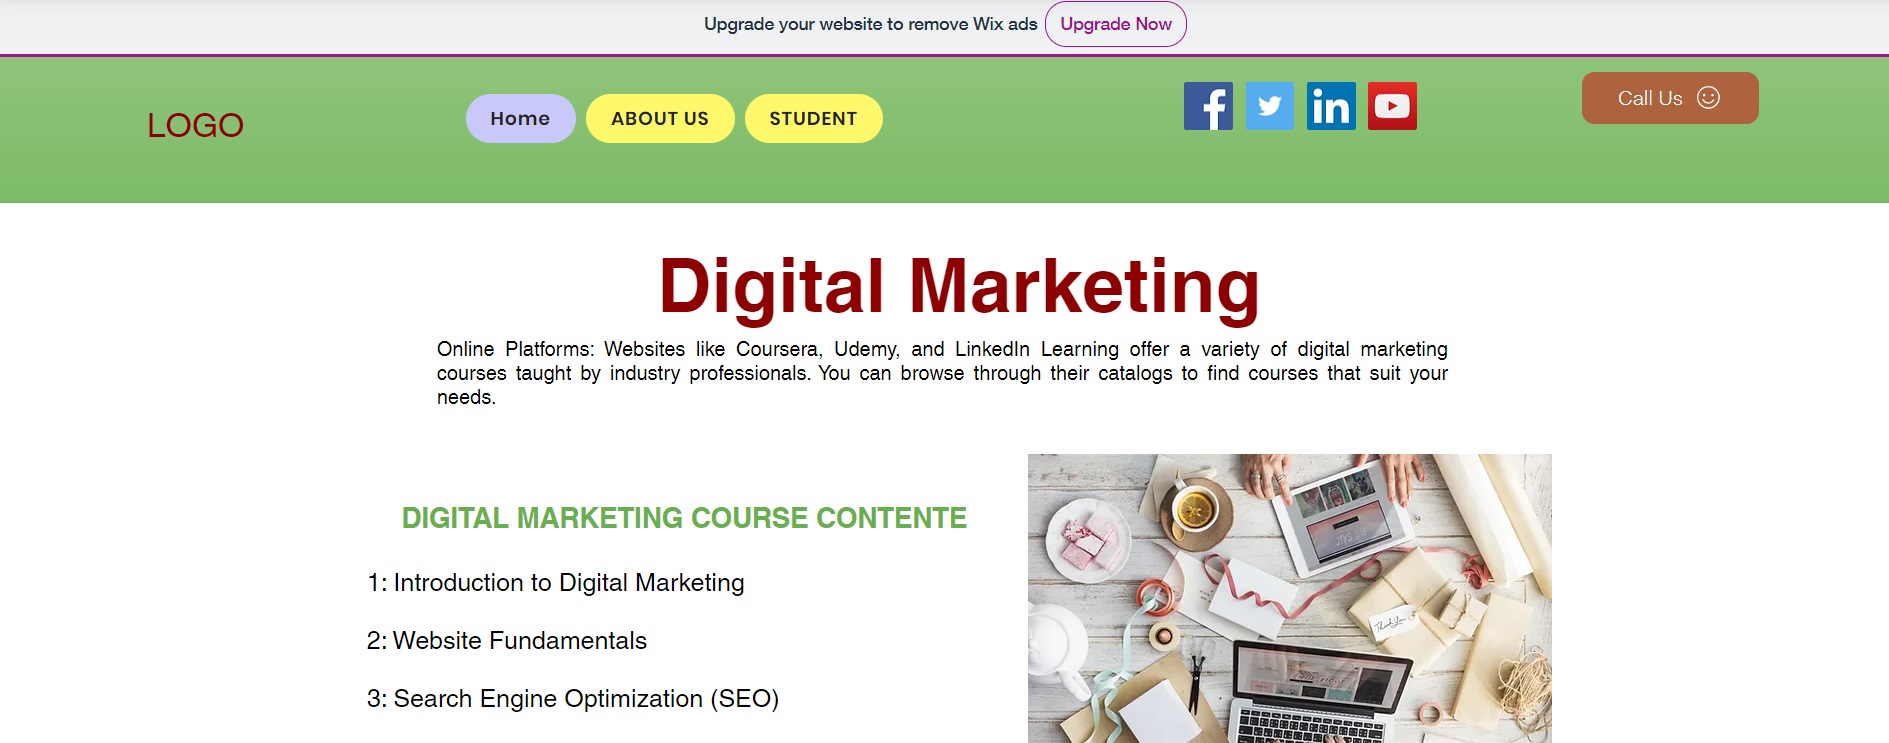 Upgrade your website to remove Wix ads Upgrade Now
LOGO
Home ABOUT US STUDENT
Call Us
Digital Marketing
Online Platforms: Websites like Coursera, Udemy, and LinkedIn Learning offer a variety of digital marketing
courses taught by industry professionals. You can browse through their catalogs to find courses that suit your
needs.
DIGITAL MARKETING COURSE CONTENTE
1: Introduction to Digital Marketing
2: Website Fundamentals
3: Search Engine Optimization (SEO)
Thank You